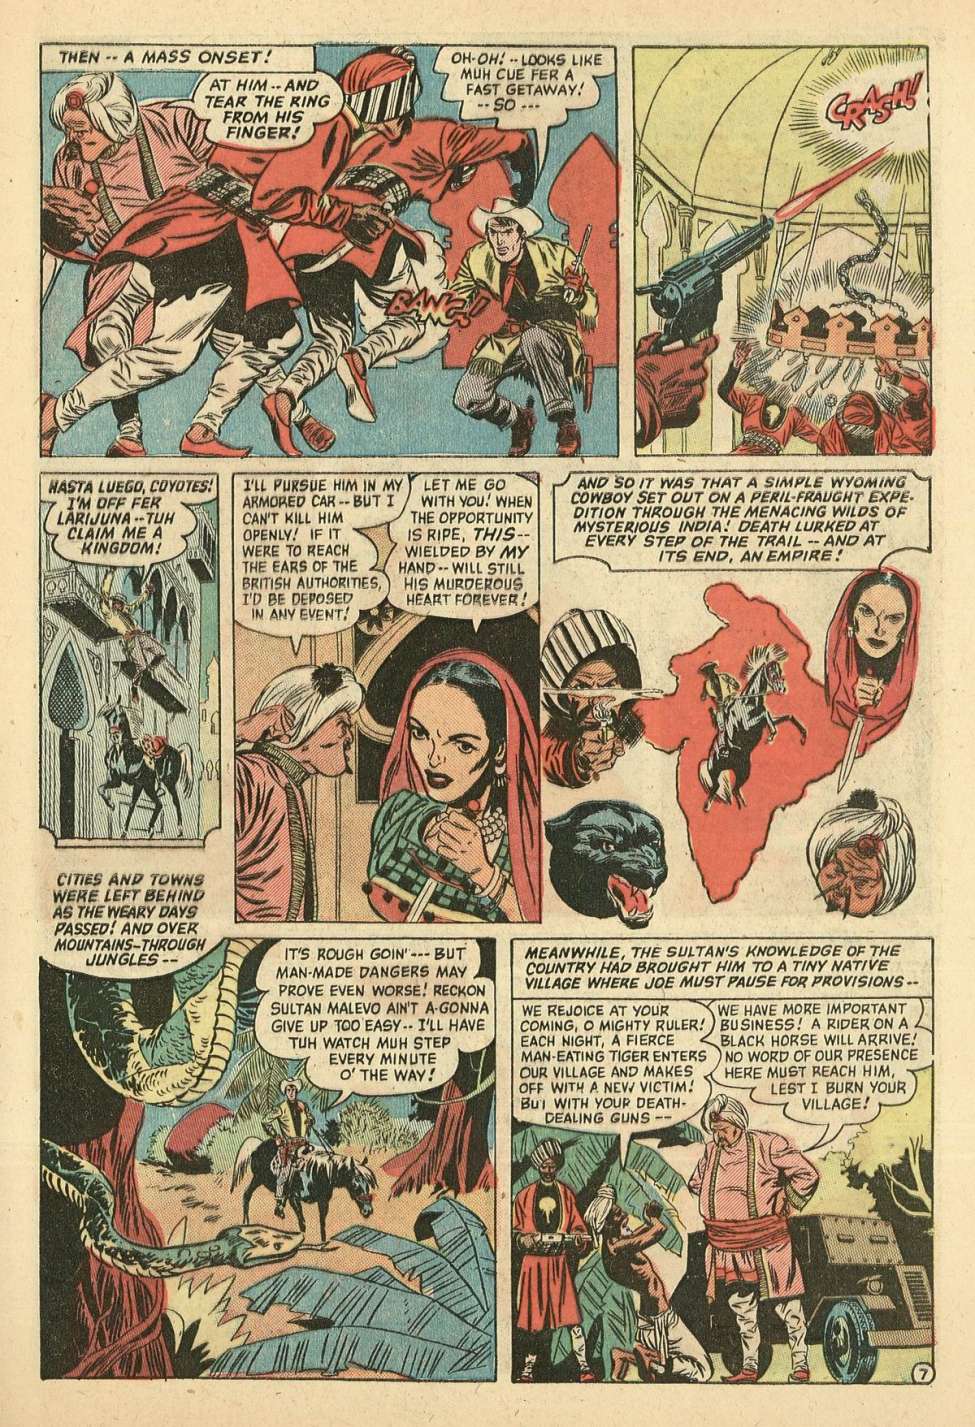 THEN -- A MASS ONSET!
AT HIM -- AND
TEAR THE RING
FROM HIS
FINGER!
OH-OH! -- LOOKS LIKE
MUH CUE FER A
FAST GETAWAY!
-- SO ---
BANG!
CRASH!
HASTA LUEGO, COYOTES!
I'M OFF FER
LARIJUNA -- TUH
CLAIM ME A
KINGDOM!
I'LL PURSUE HIM IN MY
ARMORED CAR -- BUT I
CAN'T KILL HIM
OPENLY! IF IT
WERE TO REACH
THE EARS OF THE
BRITISH AUTHORITIES,
I'D BE DEPOSED
IN ANY EVENT!
LET ME GO
WITH YOU! WHEN
THE OPPORTUNITY
IS RIPE, THIS --
WIELDED BY MY
HAND -- WILL STILL
HIS MURDEROUS
HEART FOREVER!
AND SO IT WAS THAT A SIMPLE WYOMING
COWBOY SET OUT ON A PERIL-FRAUGHT EXPE-
DITION THROUGH THE MENACING WILDS OF
MYSTERIOUS INDIA! DEATH LURKED AT
EVERY STEP OF THE TRAIL -- AND AT
ITS END, AN EMPIRE!
CITIES AND TOWNS
WERE LEFT BEHIND
AS THE WEARY DAYS
PASSED! AND OVER
MOUNTAINS-THROUGH
JUNGLES --
IT'S ROUGH GOIN' --- BUT
MAN-MADE DANGERS MAY
PROVE EVEN WORSE! RECKON
SULTAN MALEVO AIN'T A-GONNA
GIVE UP TOO EASY -- I'LL HAVE
TUH WATCH MUH STEP
EVERY MINUTE
O' THE WAY!
MEANWHILE, THE SULTAN'S KNOWLEDGE OF THE
COUNTRY HAD BROUGHT HIM TO A TINY NATIVE
VILLAGE WHERE JOE MUST PAUSE FOR PROVISIONS --
WE REJOICE AT YOUR
COMING, O MIGHTY RULER!
EACH NIGHT, A FIERCE
MAN-EATING TIGER ENTERS
OUR VILLAGE AND MAKES
OFF WITH A NEW VICTIM!
BUT WITH YOUR DEATH-
DEALING GUNS --
WE HAVE MORE IMPORTANT
BUSINESS! A RIDER ON A
BLACK HORSE WILL ARRIVE!
NO WORD OF OUR PRESENCE
HERE MUST REACH HIM,
LEST I BURN YOUR
VILLAGE!
7